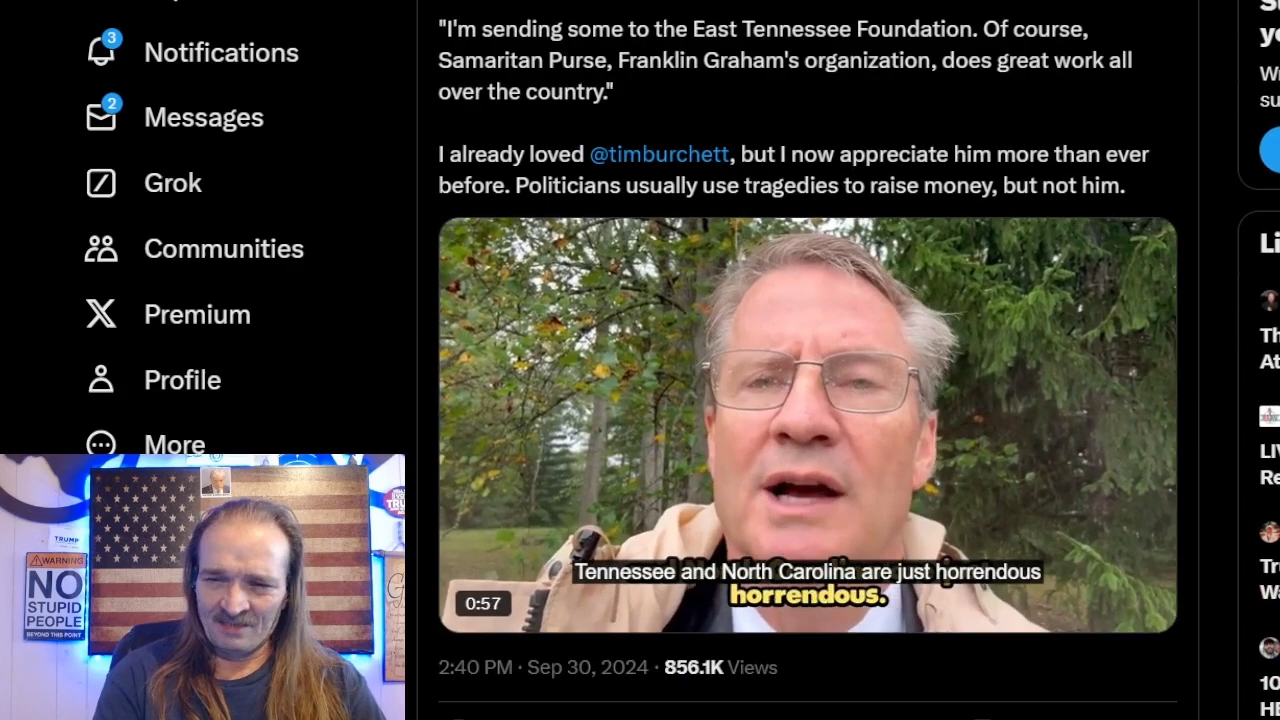 "I'm sending some to the East Tennessee Foundation. Of course,
Samaritan Purse, Franklin Graham's organization, does great work all
over the country."
I already loved @timburchett, but I now appreciate him more than ever
before. Politicians usually use tragedies to raise money, but not him.
3
Notifications
2
Messages
Grok
Communities
Premium
Profile
More
Tennessee and North Carolina are just horrendous
horrendous.
0:57
2:40 PM · Sep 30, 2024 · 856.1K Views
TRUMP
WARNING
NO
STUPID
PEOPLE
BEYOND THIS POINT